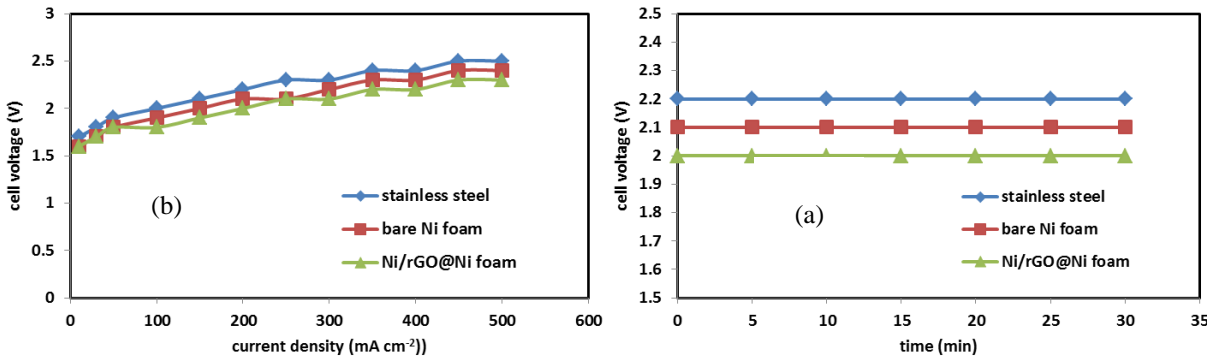 3
2.5
2
1.5
1
0.5
0
cell voltage (V)
0 100 200 300 400 500 600
current density (mA cm⁻²))
(b)
stainless steel
bare Ni foam
Ni/rGO@Ni foam
2.5
2.4
2.3
2.2
2.1
2
1.9
1.8
1.7
1.6
1.5
cell voltage (V)
0 5 10 15 20 25 30 35
time (min)
(a)
stainless steel
bare Ni foam
Ni/rGO@Ni foam